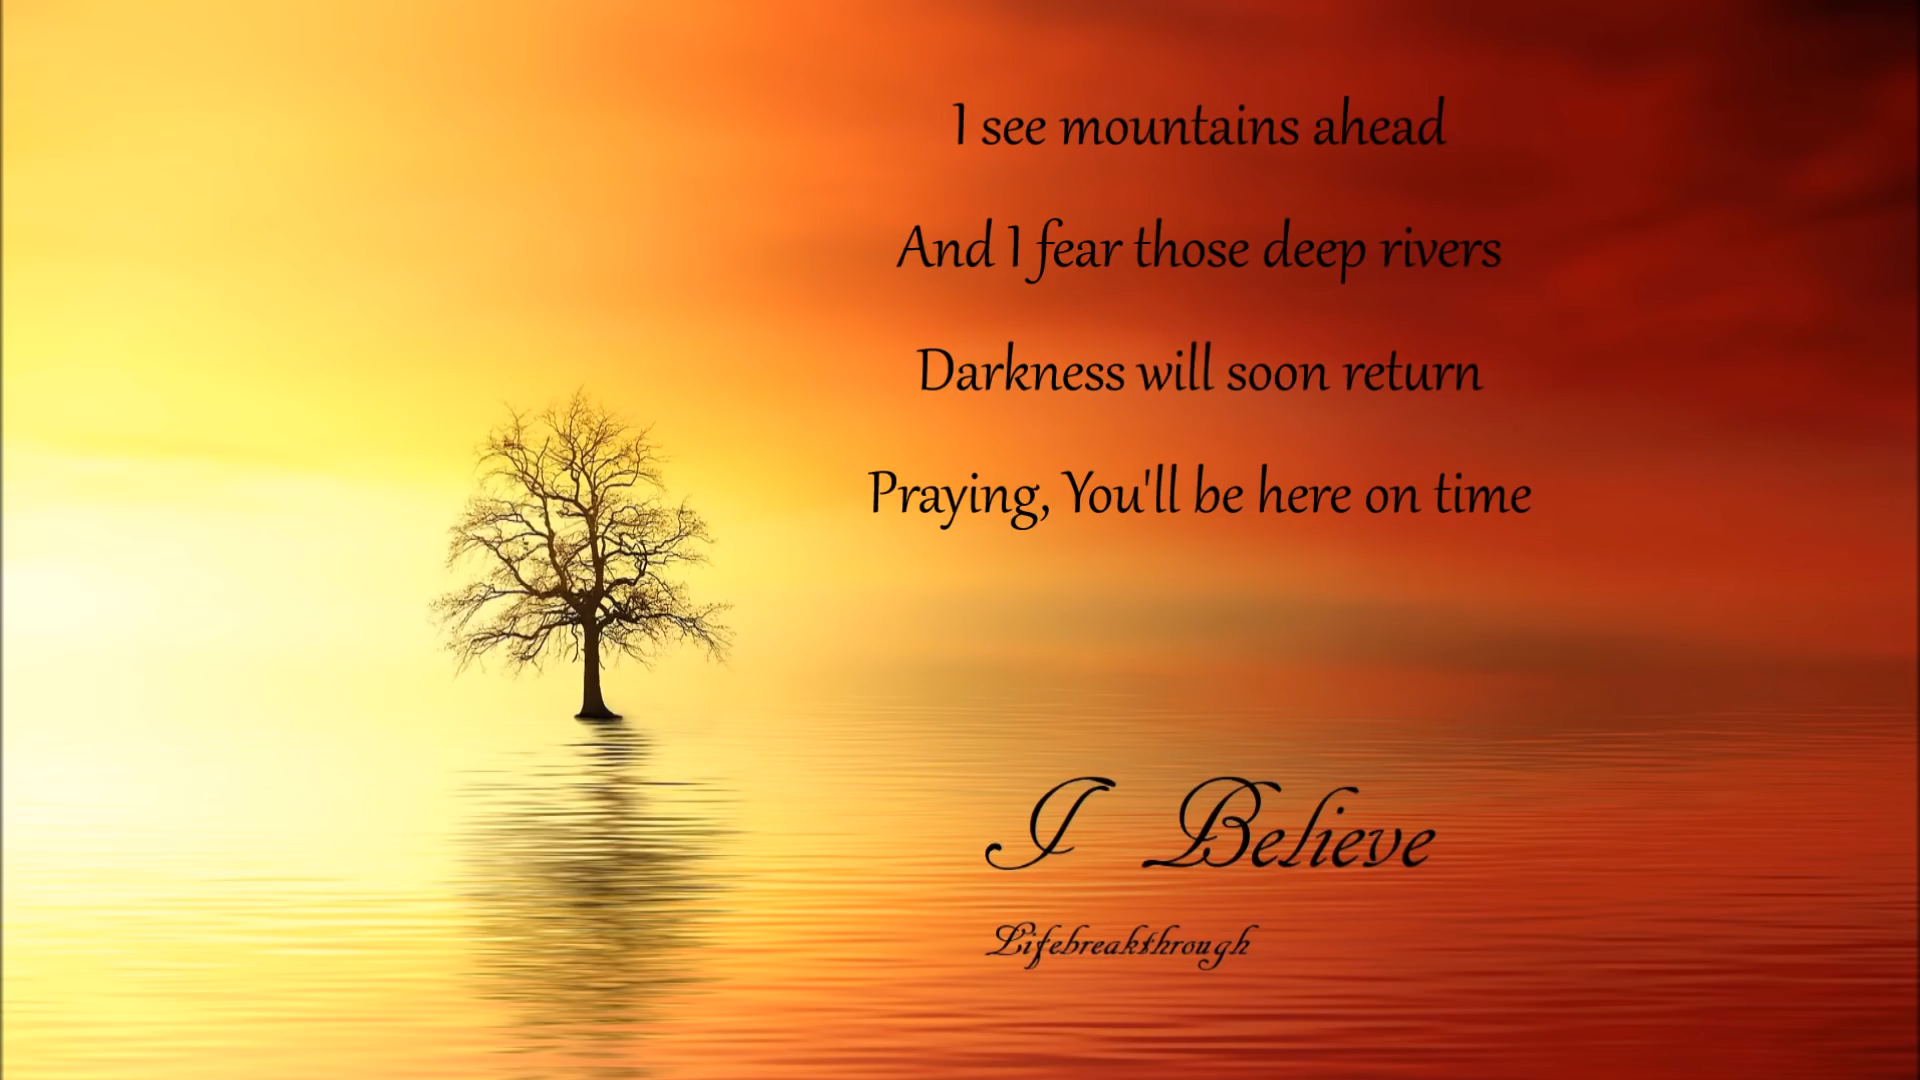 I see mountains ahead
And I fear those deep rivers
Darkness will soon return
Praying, You'll be here on time
I Believe
Lifebreakthrough